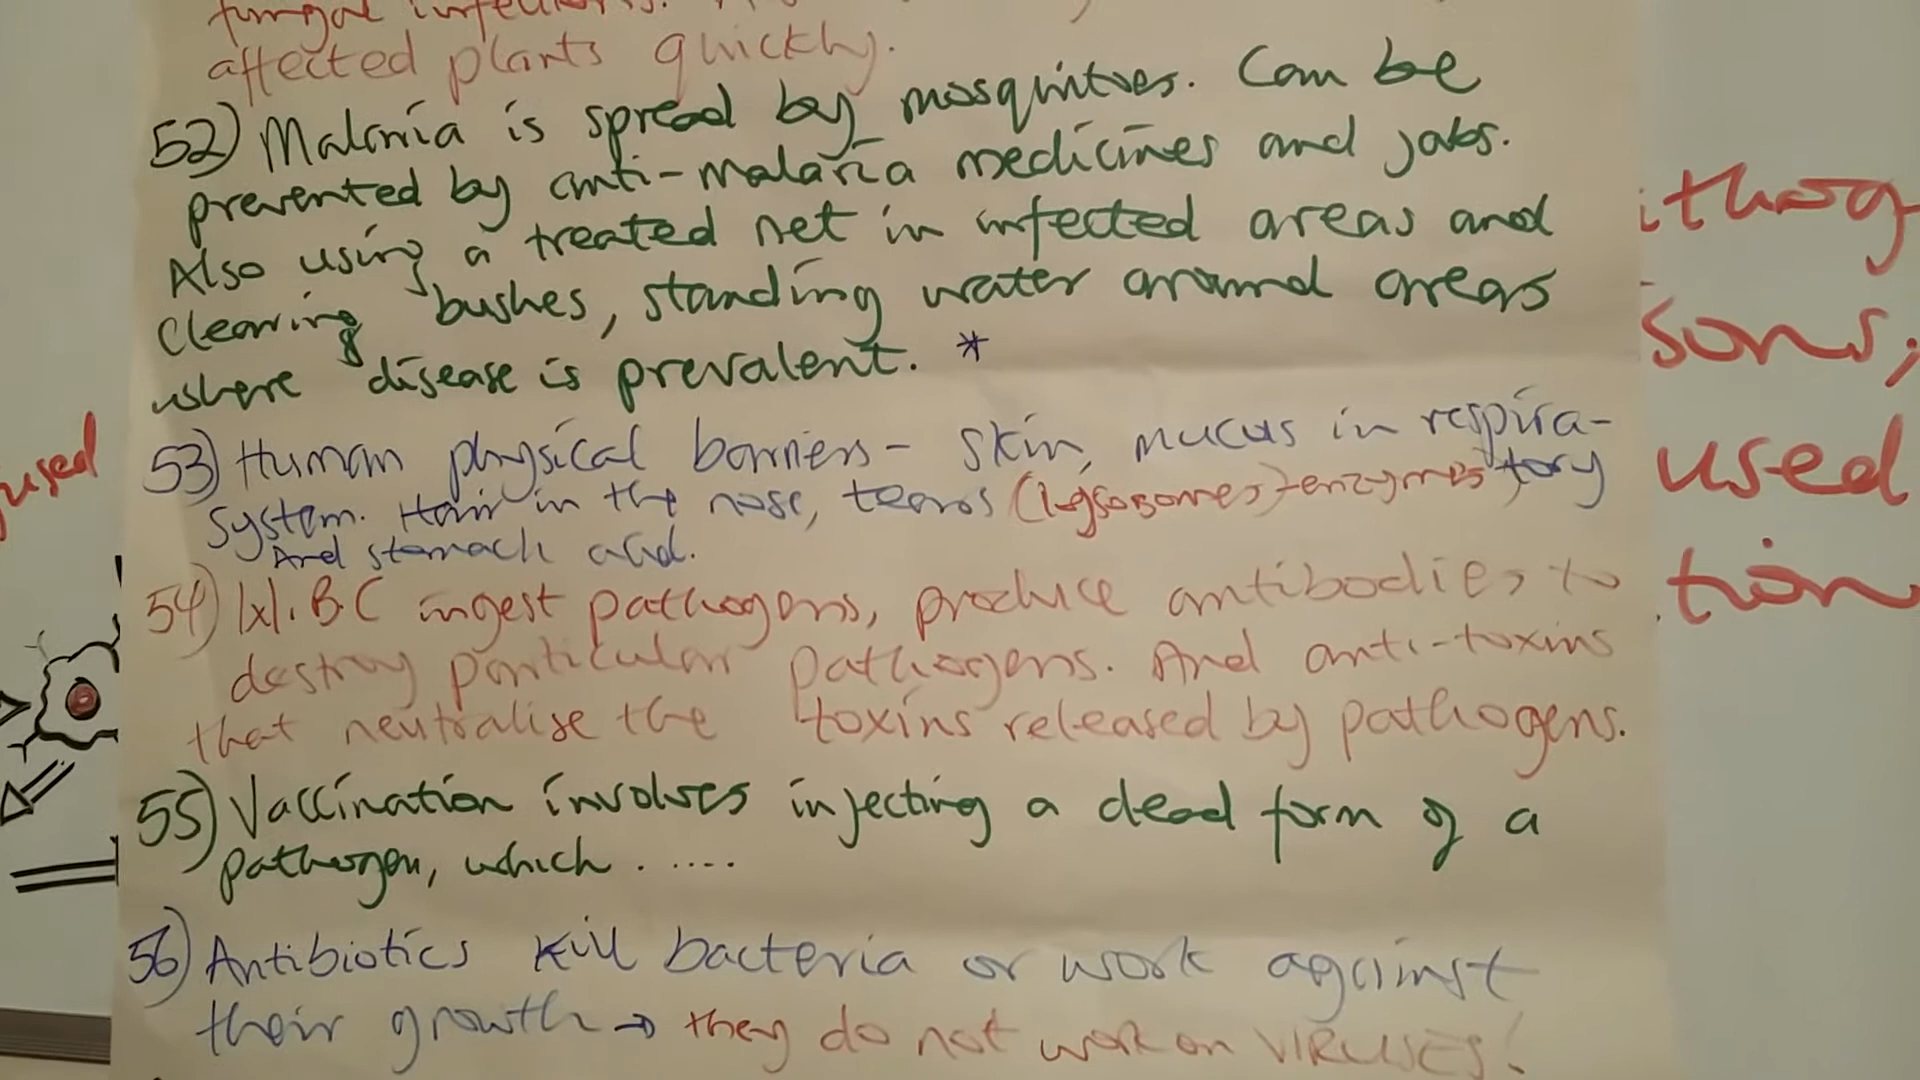 fungal infections.
affected plants quickly.
52) Malaria is spread by mosquitoes. Can be
prevented by anti-malaria medicines and jabs.
Also using a treated net in infected areas and
Clearing bushes, standing water around areas
where disease is prevalent. *
53) Human physical barriers - skin, mucus in respira-
tory
system. Hair in the nose, tears (lysosomes)-enzymes
And stomach acid.
54) W.B.C ingest pathogens, produce antibodies to
destroy particular pathogens. And anti-toxins
that neutralise the toxins released by pathogens.
55) Vaccination involves injecting a dead form of a
pathogen, which .....
56) Antibiotics kill bacteria or work against
their growth → they do not work on VIRUSES!
used
ithog
sons,
used
tion